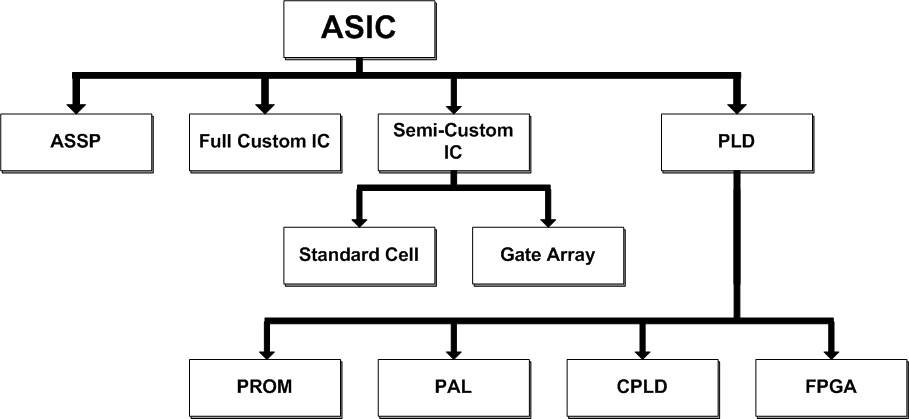 ASIC
ASSP
Full Custom IC
Semi-Custom
IC
PLD
Standard Cell
Gate Array
PROM
PAL
CPLD
FPGA